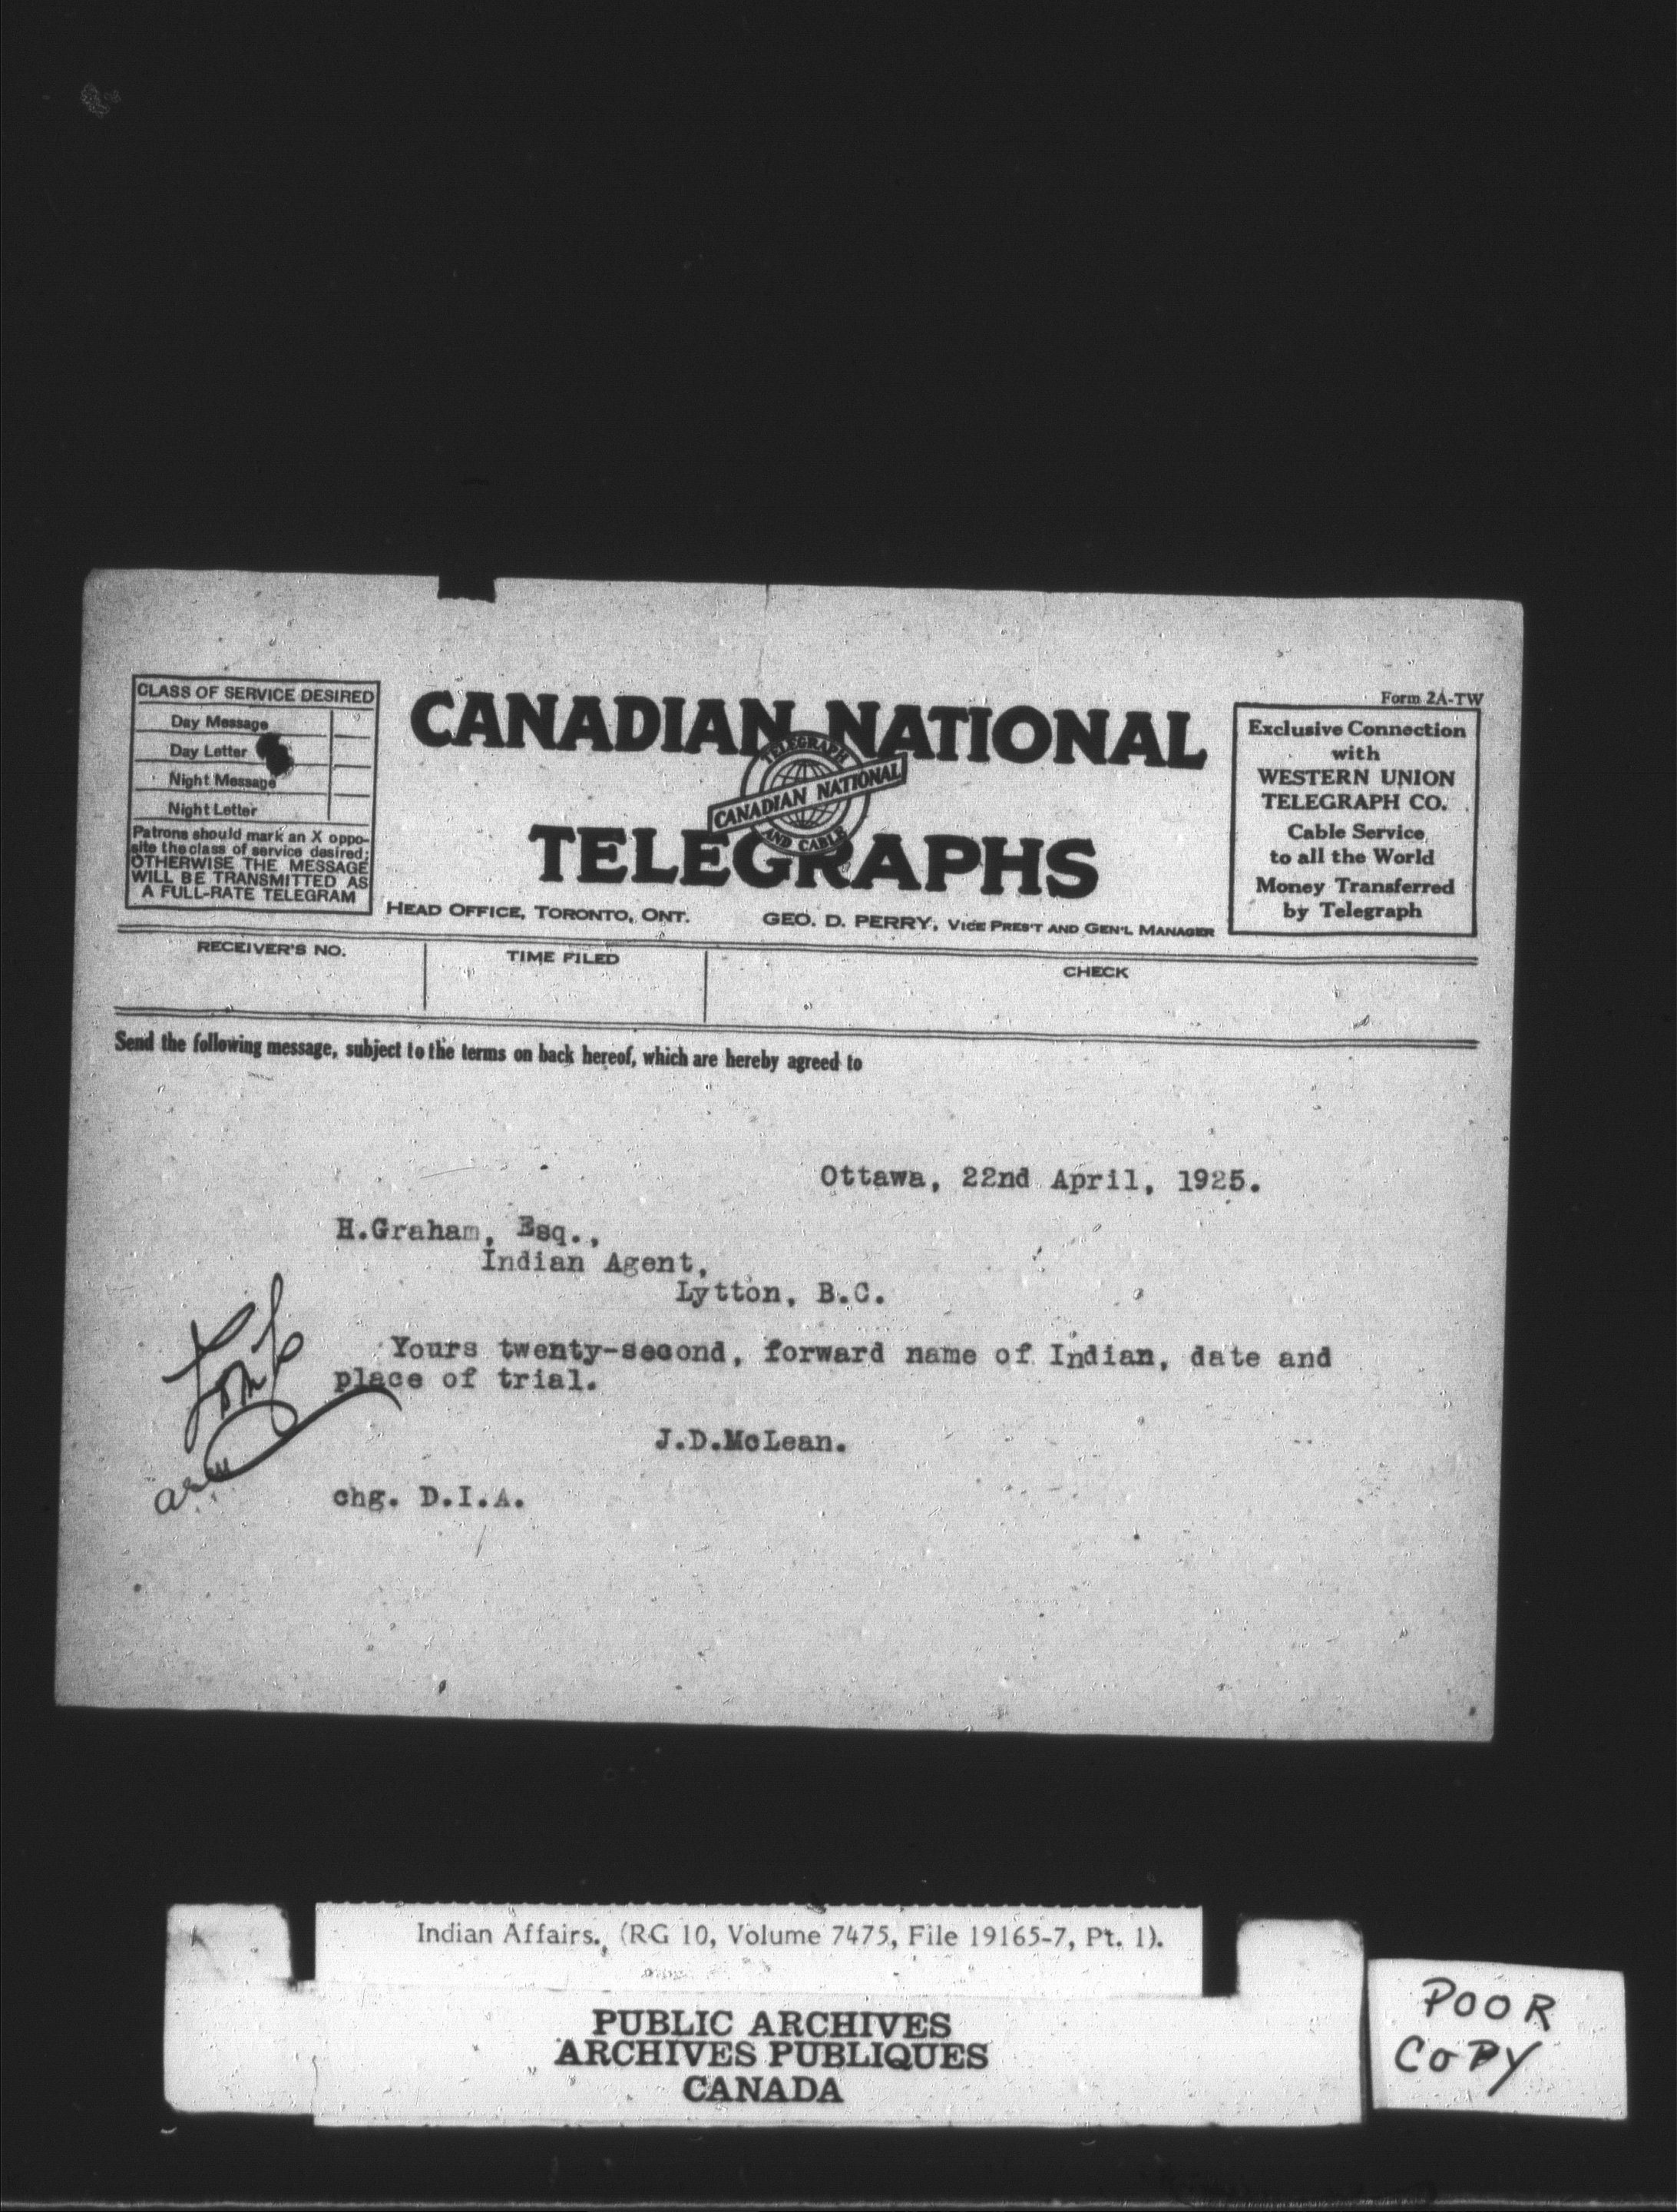 CLASS OF SERVICE DESIRED
Day Message
Day Letter
Night Message
Night Letter
Patrons should mark an X oppo-
site the class of service desired;
OTHERWISE THE MESSAGE
WILL BE TRANSMITTED AS
A FULL-RATE TELEGRAM
CANADIAN NATIONAL
TELEGRAPH
CANADIAN NATIONAL
AND CABLE
TELEGRAPHS
HEAD OFFICE, TORONTO, ONT.
GEO. D. PERRY, VICE PRES'T AND GEN'L MANAGER
Form 2A-TW
Exclusive Connection
with
WESTERN UNION
TELEGRAPH CO.
Cable Service
to all the World
Money Transferred
by Telegraph
RECEIVER'S NO.
TIME FILED
CHECK
Send the following message, subject to the terms on back hereof, which are hereby agreed to
Ottawa, 22nd April, 1925.
H.Graham, Esq.,
Indian Agent,
Lytton, B.C.
Yours twenty-second, forward name of Indian, date and
place of trial.
J.D.McLean.
chg. D.I.A.
Indian Affairs. (RG 10, Volume 7475, File 19165-7, Pt. 1).
PUBLIC ARCHIVES
ARCHIVES PUBLIQUES
CANADA
POOR
COPY